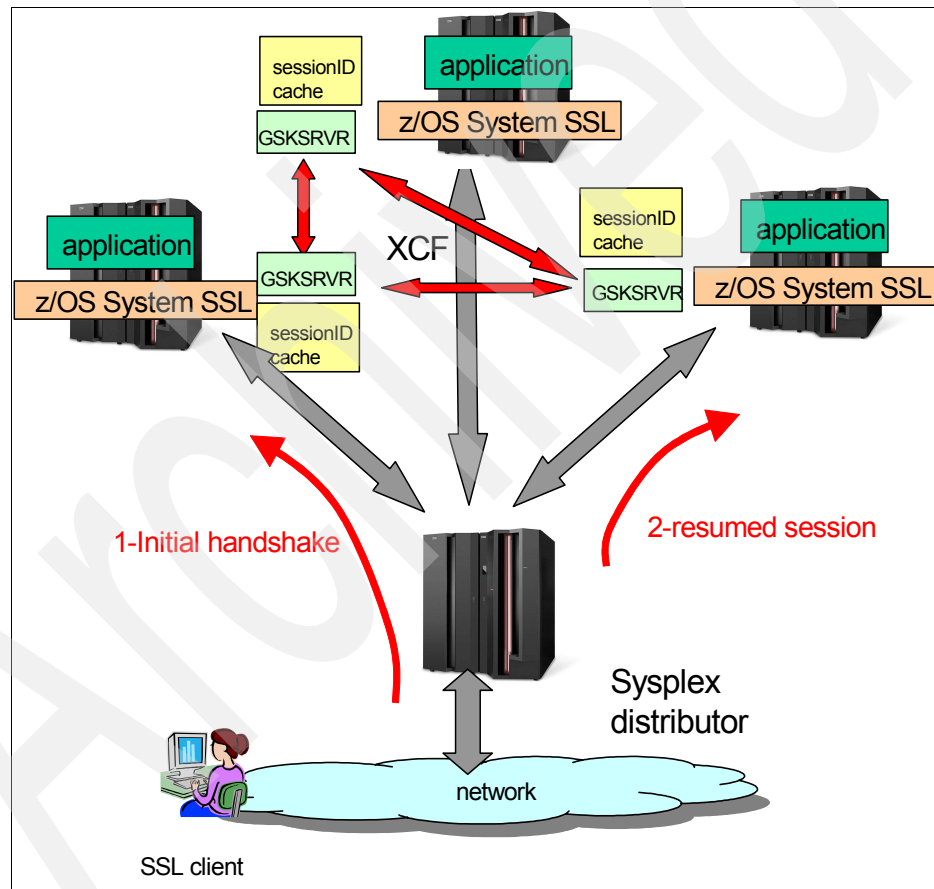 sessionID
cache
application
GSKSRVR
z/OS System SSL
application
GSKSRVR
XCF
sessionID
cache
application
z/OS System SSL
GSKSRVR
z/OS System SSL
sessionID
cache
1-Initial handshake
2-resumed session
Sysplex
distributor
network
SSL client
Archived